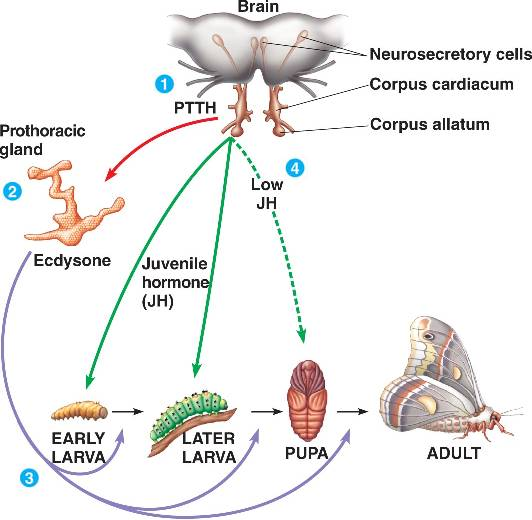 Brain
Neurosecretory cells
Corpus cardiacum
Corpus allatum
1
PTTH
Prothoracic
gland
2
Ecdysone
4
Low
JH
Juvenile
hormone
(JH)
EARLY
LARVA
LATER
LARVA
PUPA
ADULT
3